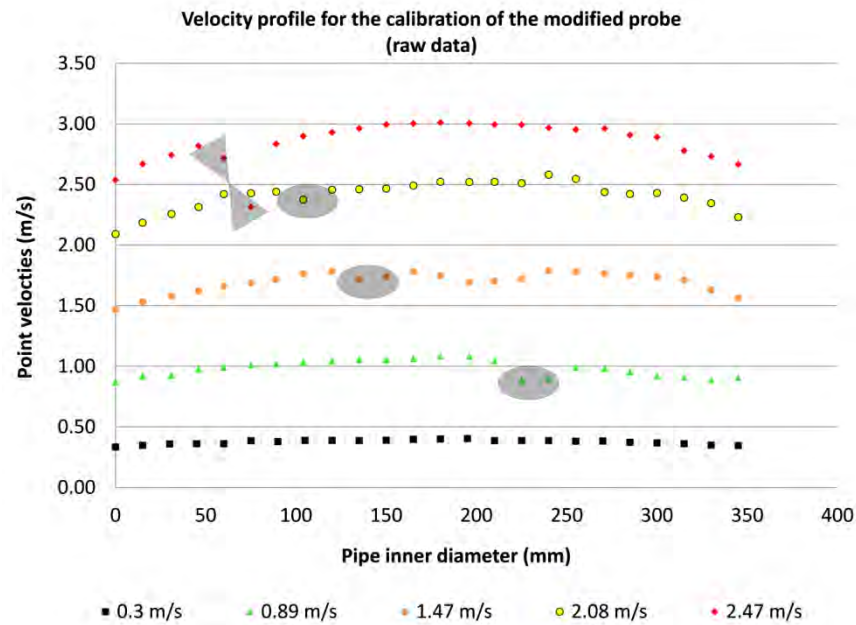 Velocity profile for the calibration of the modified probe
(raw data)
3.50
3.00
2.50
2.00
1.50
1.00
0.50
0.00
Point velocties (m/s)
0 50 100 150 200 250 300 350 400
Pipe inner diameter (mm)
0.3 m/s 0.89 m/s 1.47 m/s 2.08 m/s 2.47 m/s